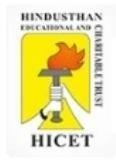 HINDUSTHAN
EDUCATIONAL AND
CHARITABLE TRUST
HICET